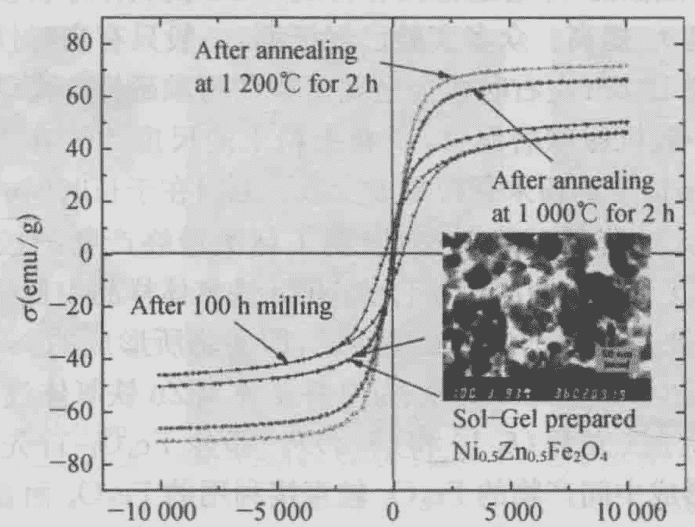 80
60
40
20
0
−20
−40
−60
−80
σ(emu/g)
After annealing
at 1 200℃ for 2 h
After annealing
at 1 000℃ for 2 h
After 100 h milling
50 nm
Sol−Gel prepared
Ni₀.₅Zn₀.₅Fe₂O₄
−10 000 −5 000 0 5 000 10 000